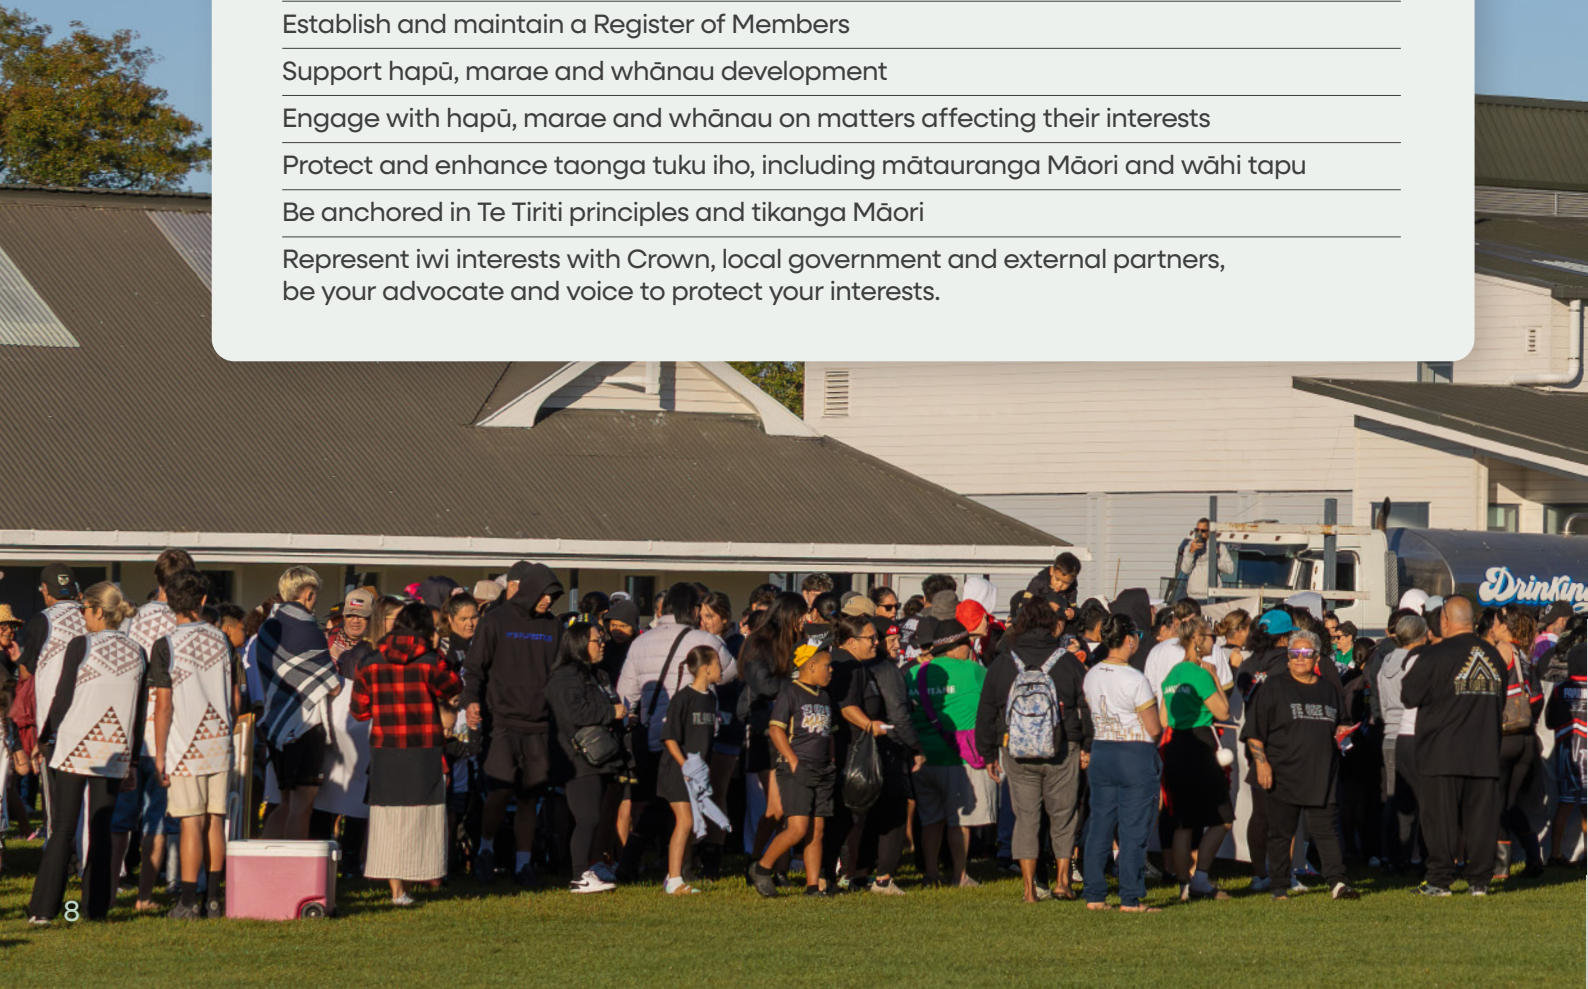 Establish and maintain a Register of Members
Support hapū, marae and whānau development
Engage with hapū, marae and whānau on matters affecting their interests
Protect and enhance taonga tuku iho, including mātauranga Māori and wāhi tapu
Be anchored in Te Tiriti principles and tikanga Māori
Represent iwi interests with Crown, local government and external partners,
be your advocate and voice to protect your interests.
Drinking
8